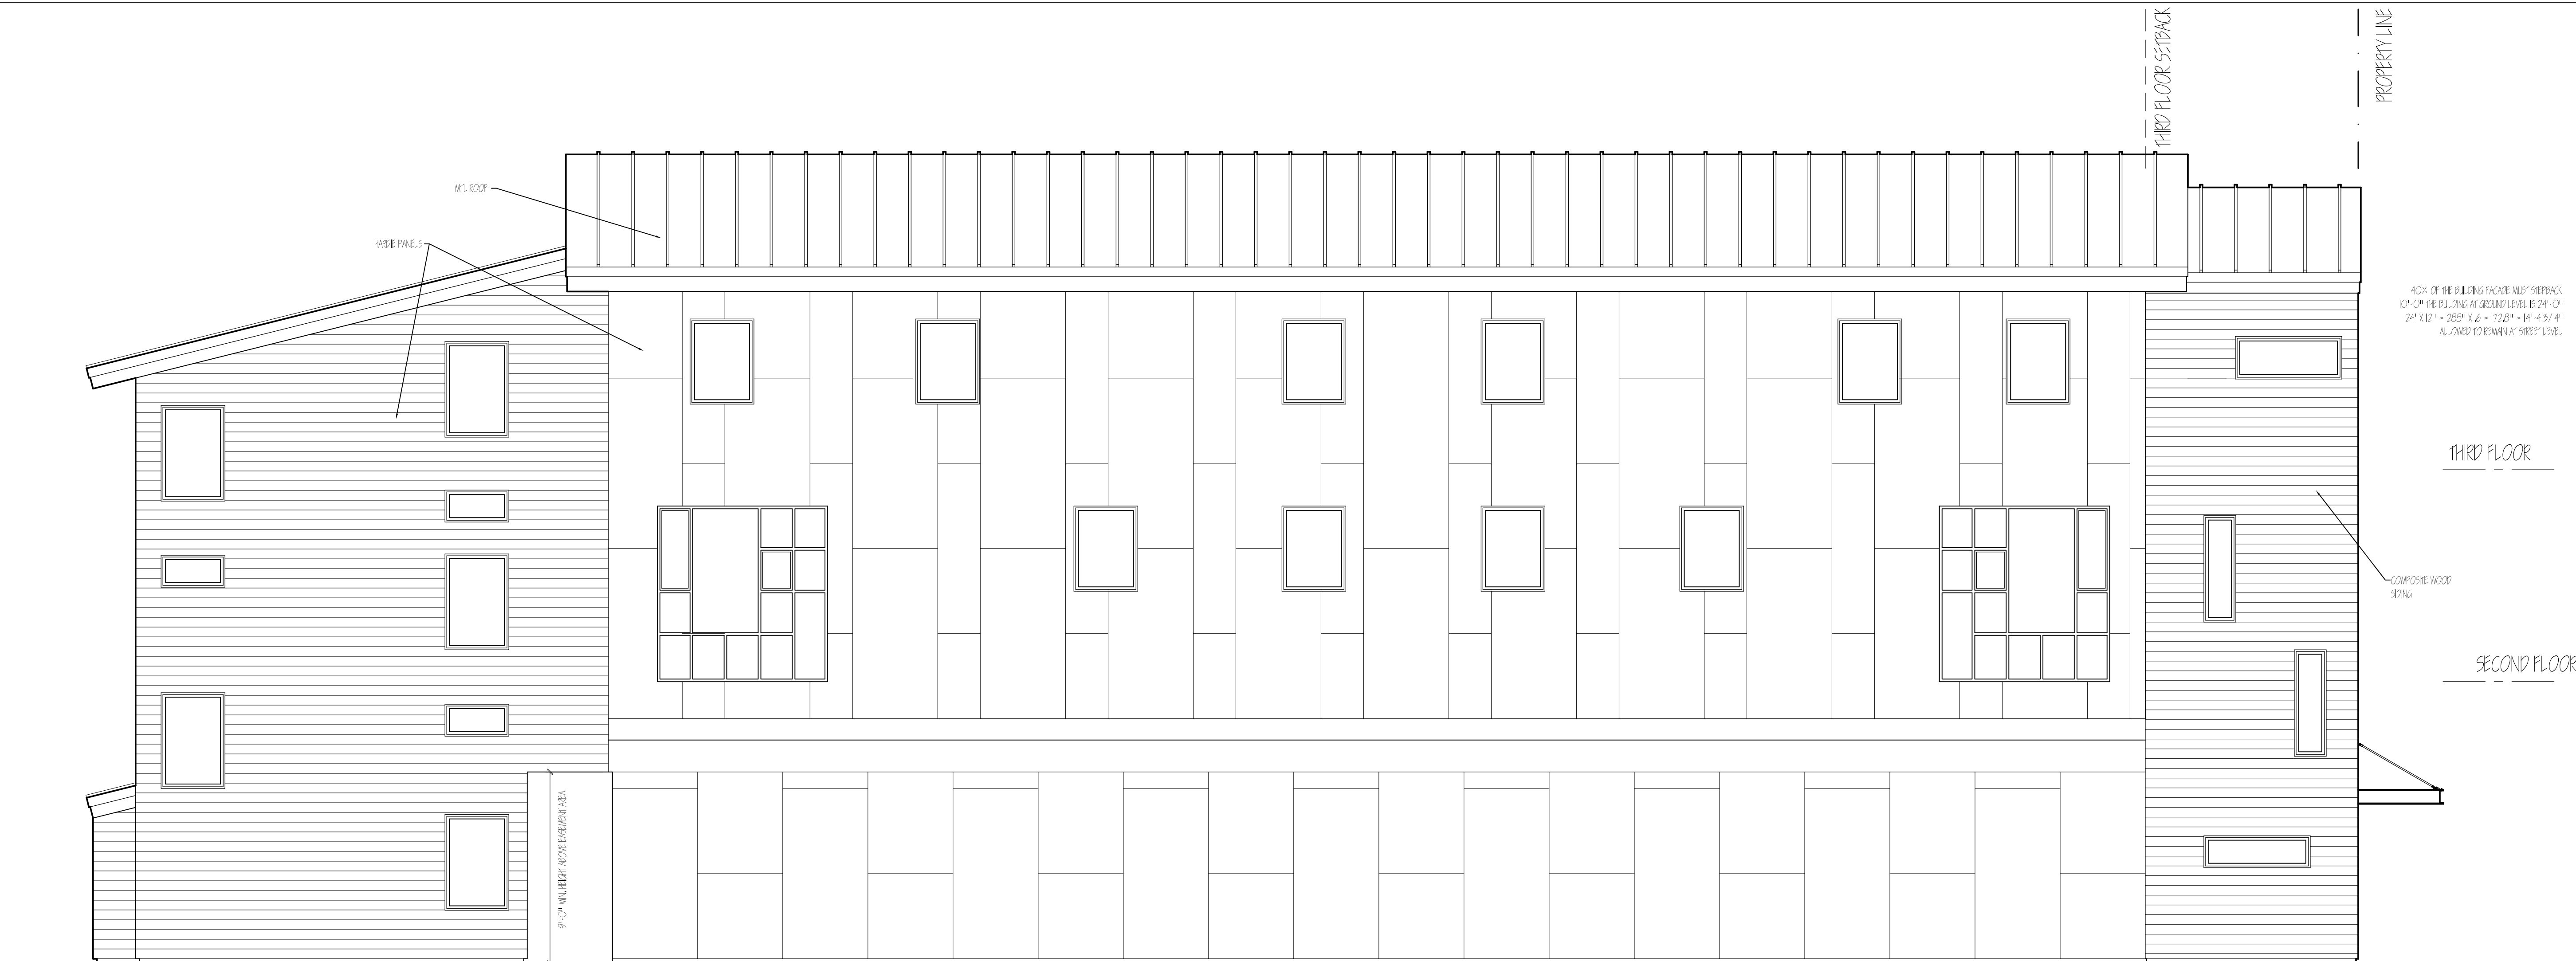 THIRD FLOOR SETBACK
PROPERTY LINE
MTL ROOF
HARDIE PANELS
40% OF THE BUILDING FACADE MUST STEPBACK
10'-0" THE BUILDING AT GROUND LEVEL IS 24'-0"
24' X 12" = 288" X .6 = 172.8" = 14'-4 3/4"
ALLOWED TO REMAIN AT STREET LEVEL
THIRD FLOOR
COMPOSITE WOOD
SIDING
SECOND FLOOR
9'-0" MIN. HEIGHT ABOVE EASEMENT AREA